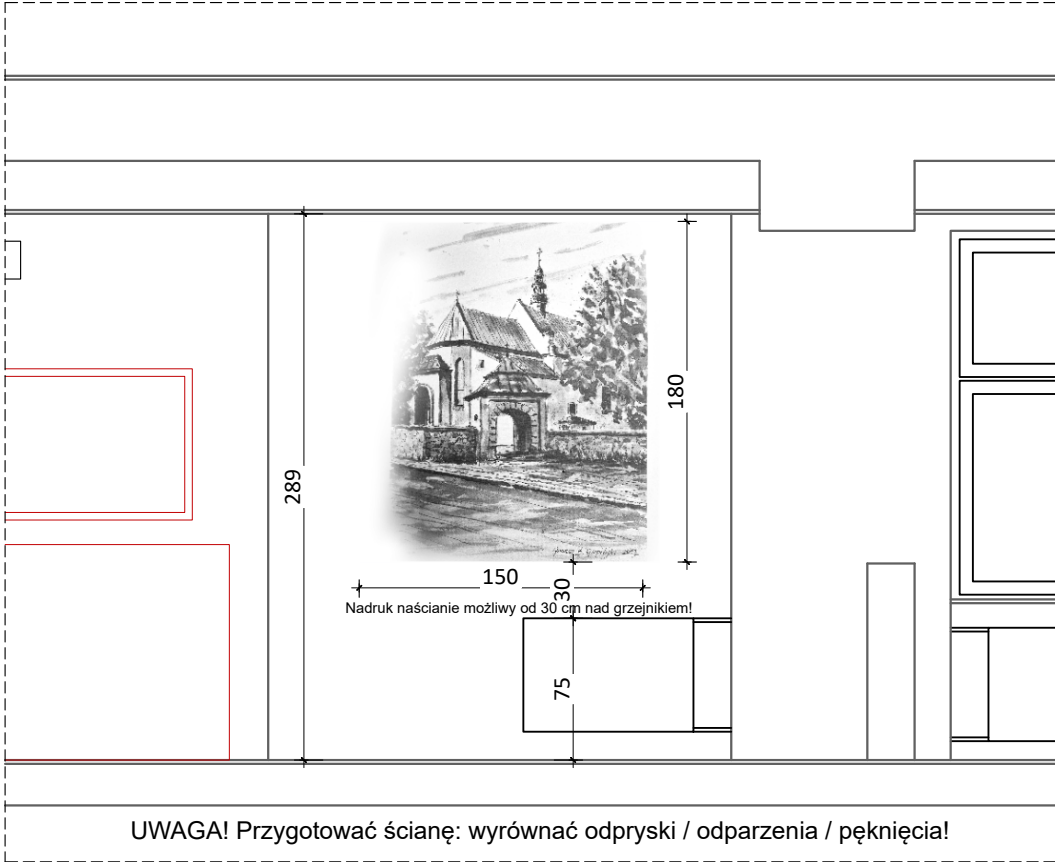 289
180
150
30
Nadruk naścianie możliwy od 30 cm nad grzejnikiem!
75
UWAGA! Przygotować ścianę: wyrównać odpryski / odparzenia / pęknięcia!